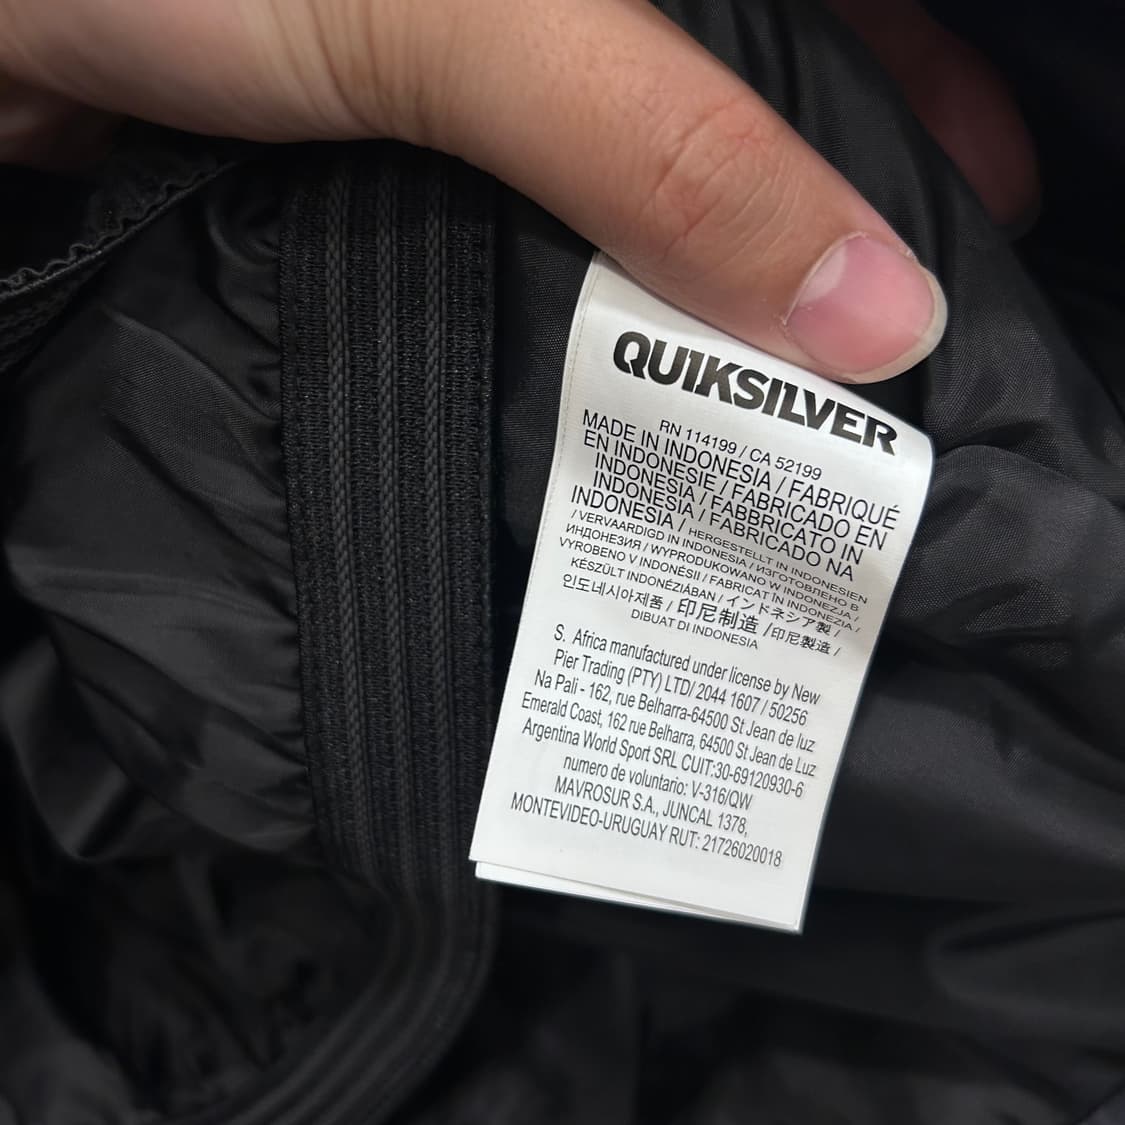 QUIKSILVER
RN 114199 / CA 52199
MADE IN INDONESIA / FABRIQUÉ
EN INDONESIE / FABRICADO EN
INDONESIA / FABBRICATO IN
INDONESIA / FABRICADO NA
INDONESIA / HERGESTELLT IN INDONESIEN
/ VERVAARDIGD IN INDONESIA / ИЗГОТОВЛЕНО В
ИНДОНЕЗИЯ / WYPRODUKOWANO W INDONEZJA /
VYROBENO V INDONÉSII / FABRICAT ÎN INDONEZIA /
KÉSZÜLT INDONÉZIÁBAN / インドネシア製 /
인도네시아제품 / 印尼制造 /印尼製造 /
DIBUAT DI INDONESIA
S. Africa manufactured under license by New
Pier Trading (PTY) LTD/ 2044 1607 / 50256
Na Pali - 162, rue Belharra-64500 St Jean de luz
Emerald Coast, 162 rue Belharra, 64500 St Jean de Luz
Argentina World Sport SRL CUIT:30-69120930-6
numero de voluntario: V-316/QW
MAVROSUR S.A., JUNCAL 1378,
MONTEVIDEO-URUGUAY RUT: 21726020018